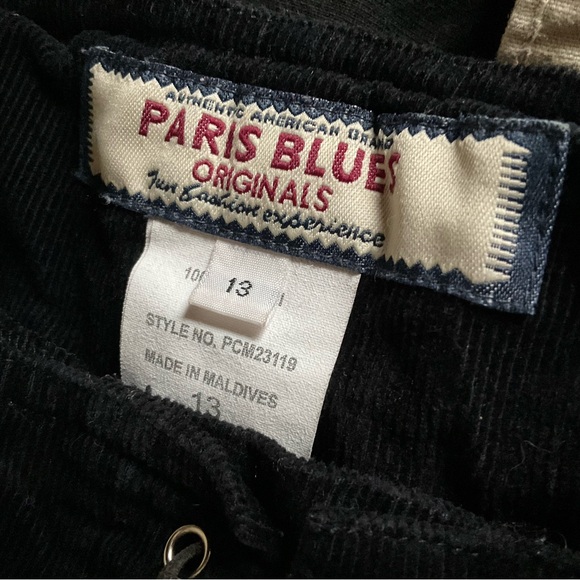 AUTHENTIC AMERICAN BRAND
PARIS BLUES
ORIGINALS
Fun Fashion experience
13
STYLE NO. PCM23119
MADE IN MALDIVES
13